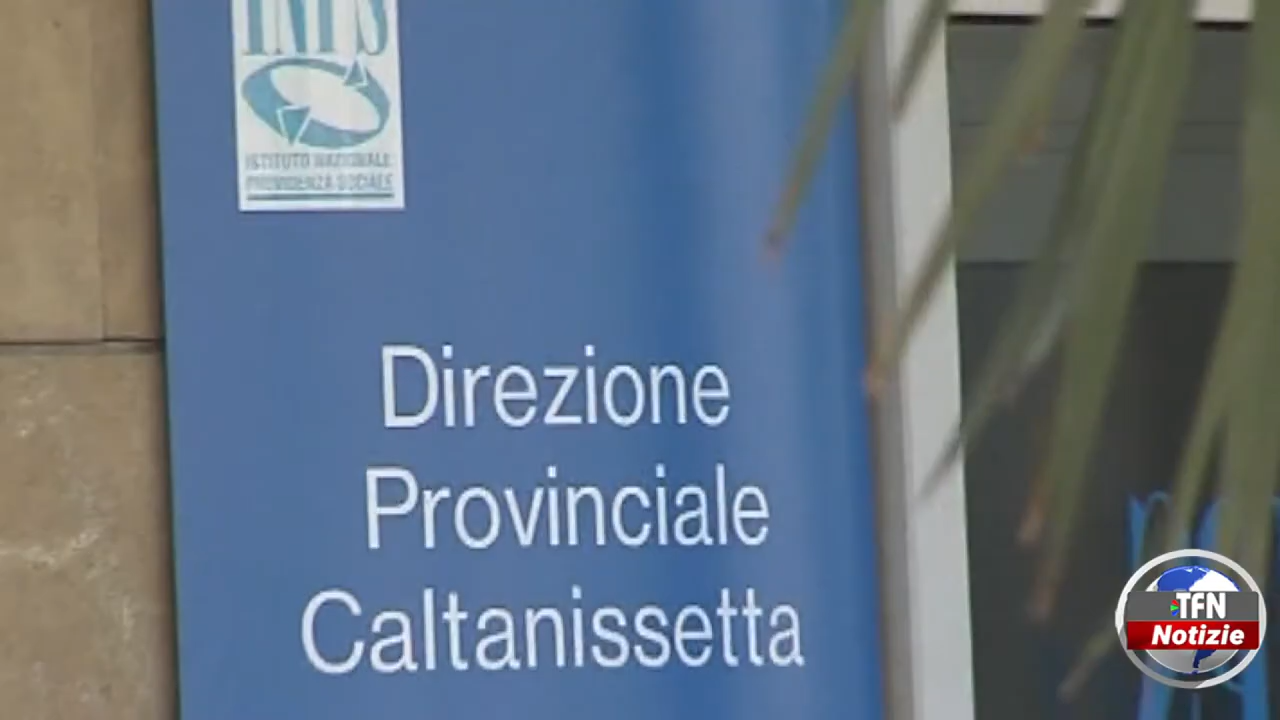 INPS
ISTITUTO NAZIONALE
PREVIDENZA SOCIALE
Direzione
Provinciale
Caltanissetta
TFN
Notizie